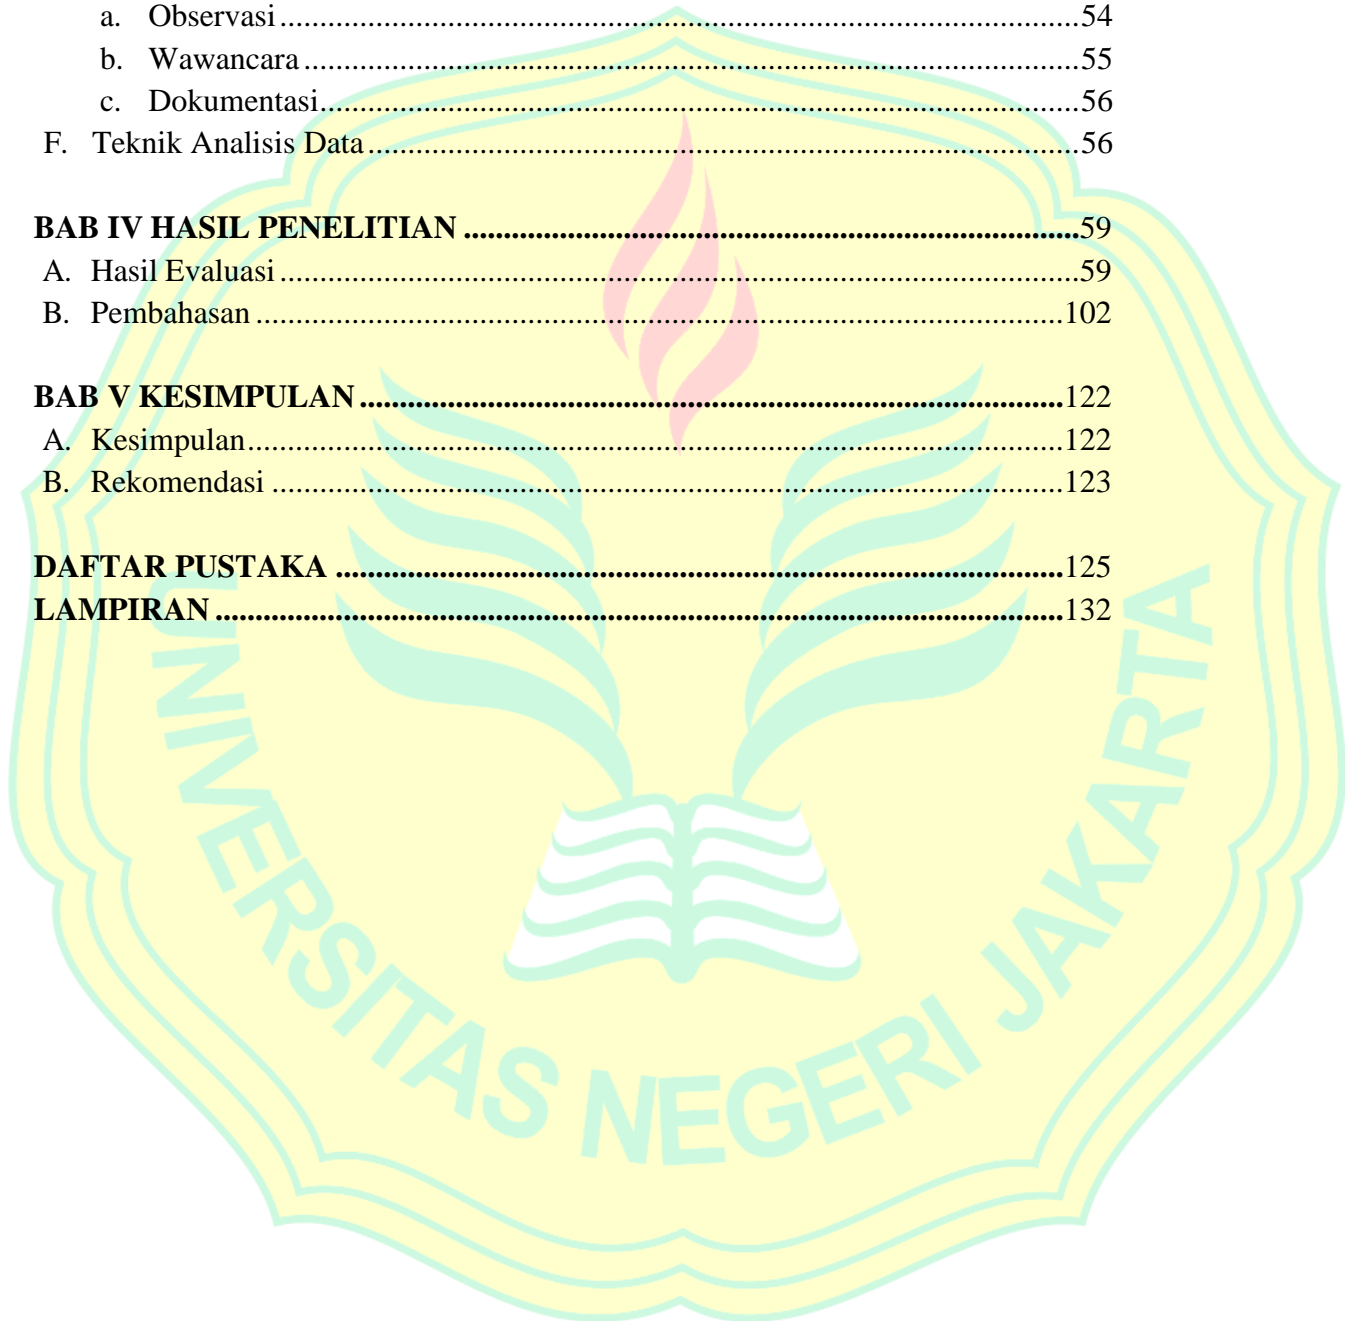 a. Observasi ........................................................................................................54
b. Wawancara ....................................................................................................55
c. Dokumentasi..................................................................................................56
F. Teknik Analisis Data ...........................................................................................56
BAB IV HASIL PENELITIAN ...............................................................................59
A. Hasil Evaluasi ......................................................................................................59
B. Pembahasan .......................................................................................................102
BAB V KESIMPULAN ..........................................................................................122
A. Kesimpulan........................................................................................................122
B. Rekomendasi .....................................................................................................123
DAFTAR PUSTAKA .............................................................................................125
LAMPIRAN ............................................................................................................132
UNIVERSITAS NEGERI JAKARTA